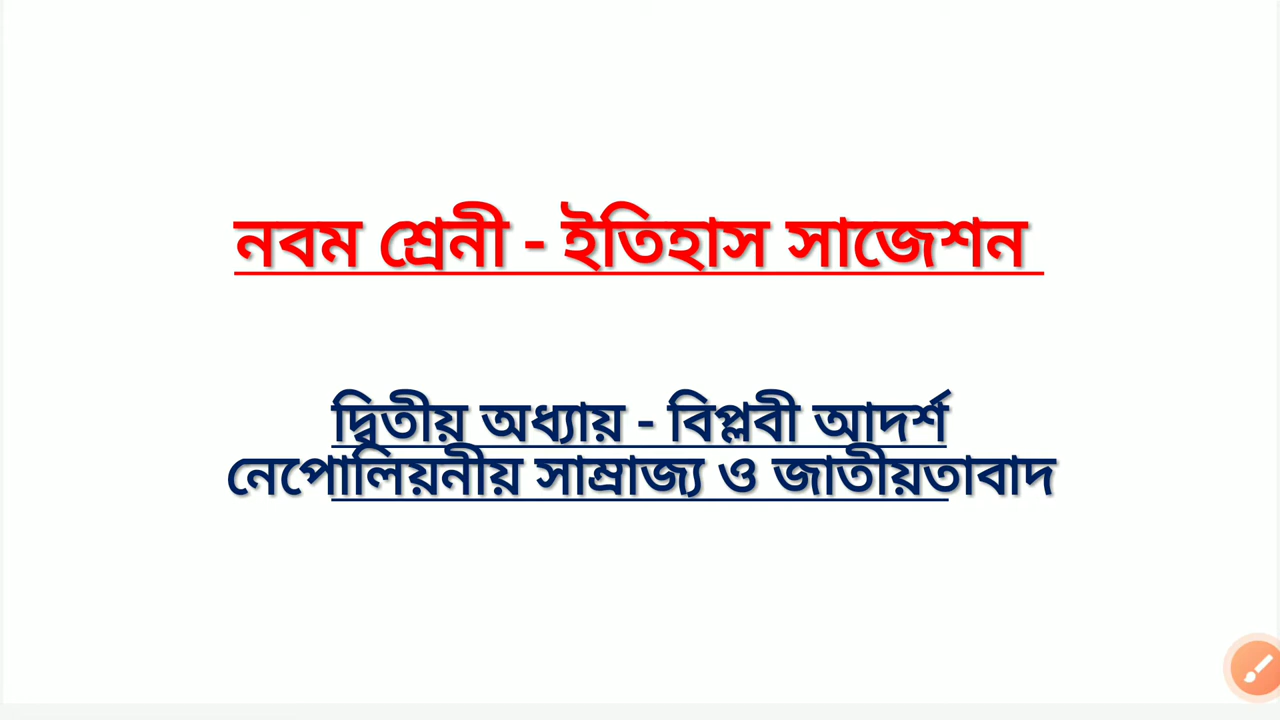 নবম শ্রেনী - ইতিহাস সাজেশন
দ্বিতীয় অধ্যায় - বিপ্লবী আদর্শ
নেপোলিয়নীয় সাম্রাজ্য ও জাতীয়তাবাদ